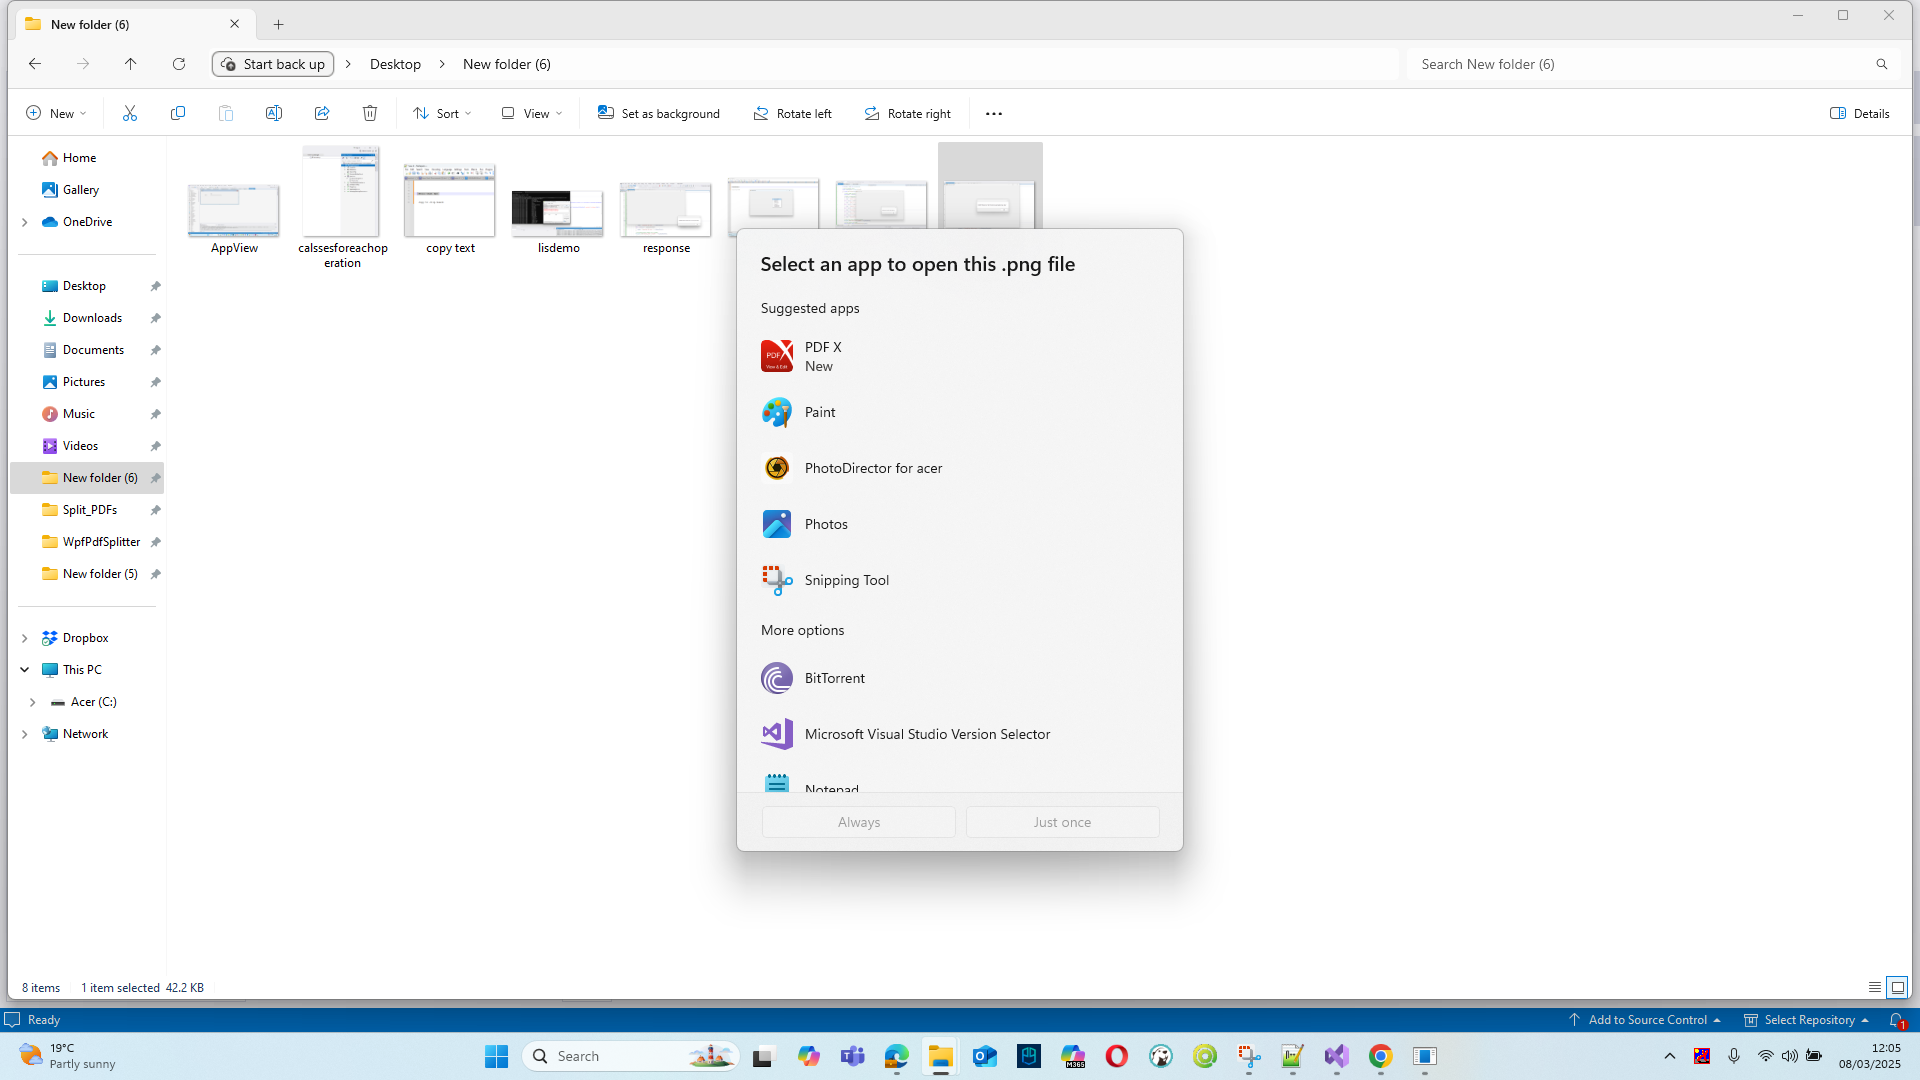 New folder (6)
Start back up
Desktop
New folder (6)
Search New folder (6)
New
Sort
View
Set as background
Rotate left
Rotate right
Details
Home
Gallery
OneDrive
Desktop
Downloads
Documents
Pictures
Music
Videos
New folder (6)
Split_PDFs
WpfPdfSplitter
New folder (5)
Dropbox
This PC
Acer (C:)
Network
AppView
calssesforeachop
eration
copy text
lisdemo
response
Select an app to open this .png file
Suggested apps
PDF X
New
Paint
PhotoDirector for acer
Photos
Snipping Tool
More options
BitTorrent
Microsoft Visual Studio Version Selector
Notepad
Always
Just once
8 items
1 item selected 42.2 KB
Ready
Add to Source Control
Select Repository
1
19°C
Partly sunny
Search
M365
12:05
08/03/2025